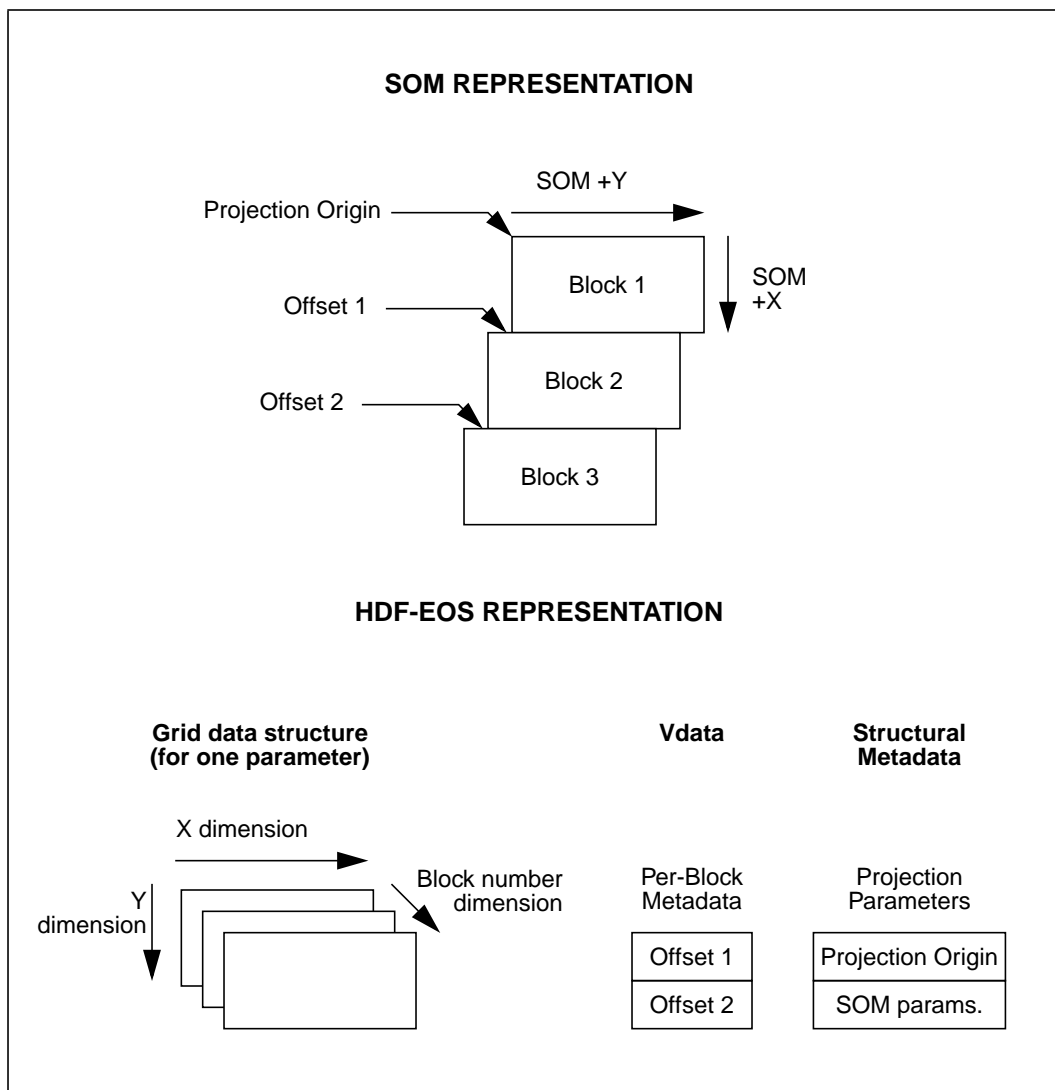 SOM REPRESENTATION
SOM +Y
Projection Origin
Block 1
SOM
+X
Offset 1
Block 2
Offset 2
Block 3
HDF-EOS REPRESENTATION
Grid data structure
(for one parameter)
Vdata
Structural
Metadata
X dimension
Y
dimension
Block number
dimension
Per-Block
Metadata
Projection
Parameters
Offset 1
Projection Origin
Offset 2
SOM params.